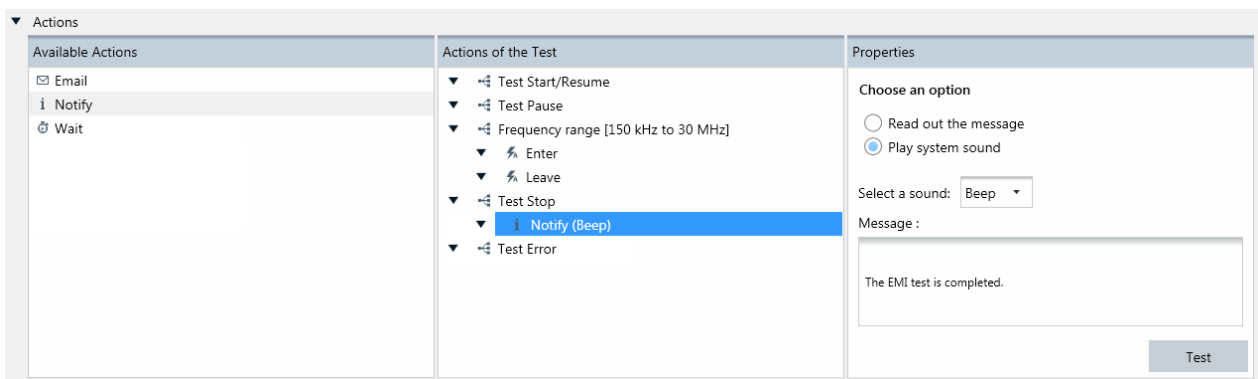 Actions
Available Actions
Email
Notify
Wait
Actions of the Test
Test Start/Resume
Test Pause
Frequency range [150 kHz to 30 MHz]
Enter
Leave
Test Stop
Notify (Beep)
Test Error
Properties
Choose an option
Read out the message
Play system sound
Select a sound: Beep
Message :
The EMI test is completed.
Test